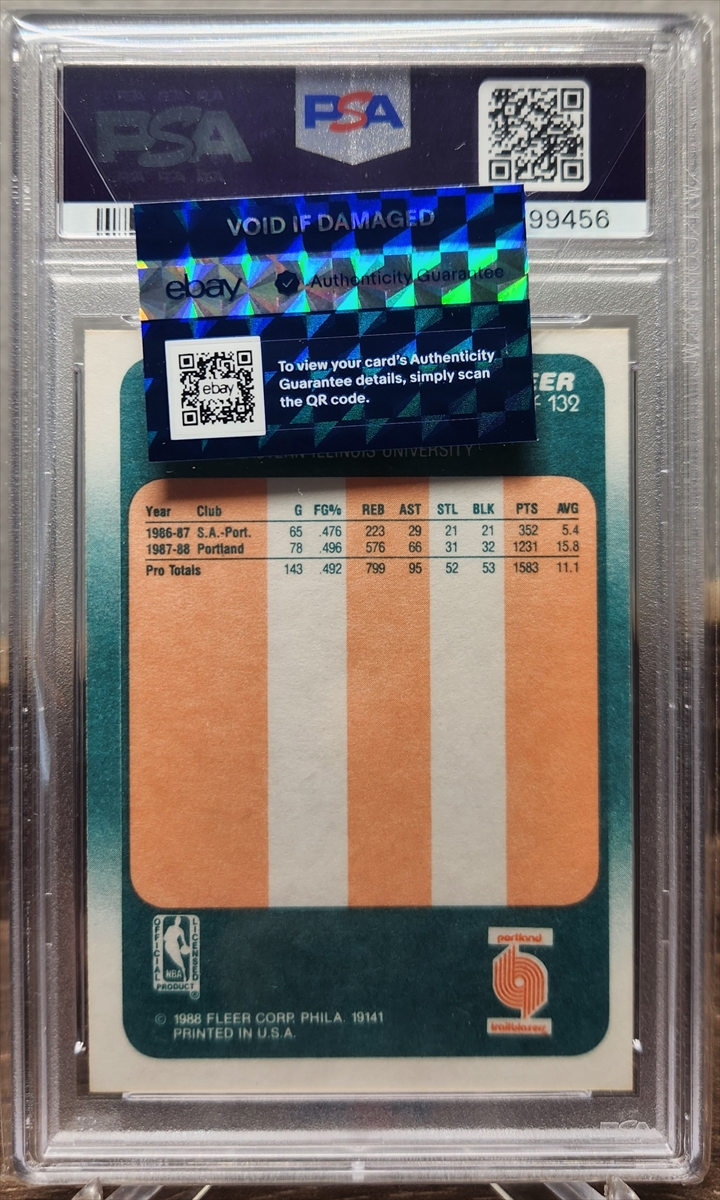 PSA
PSA
99456
VOID IF DAMAGED
ebay Authenticity Guarantee
ebay
To view your card's Authenticity
Guarantee details, simply scan
the QR code.
132
ILLINOIS UNIVERSITY
Year Club G FG% REB AST STL BLK PTS AVG
1986-87 S.A.-Port. 65 .476 223 29 21 21 352 5.4
1987-88 Portland 78 .496 576 66 31 32 1231 15.8
Pro Totals 143 .492 799 95 52 53 1583 11.1
OFFICIAL
LICENSED
NBA
PRODUCT
®
portland
trailblazers
© 1988 FLEER CORP. PHILA. 19141
PRINTED IN U.S.A.
PSA